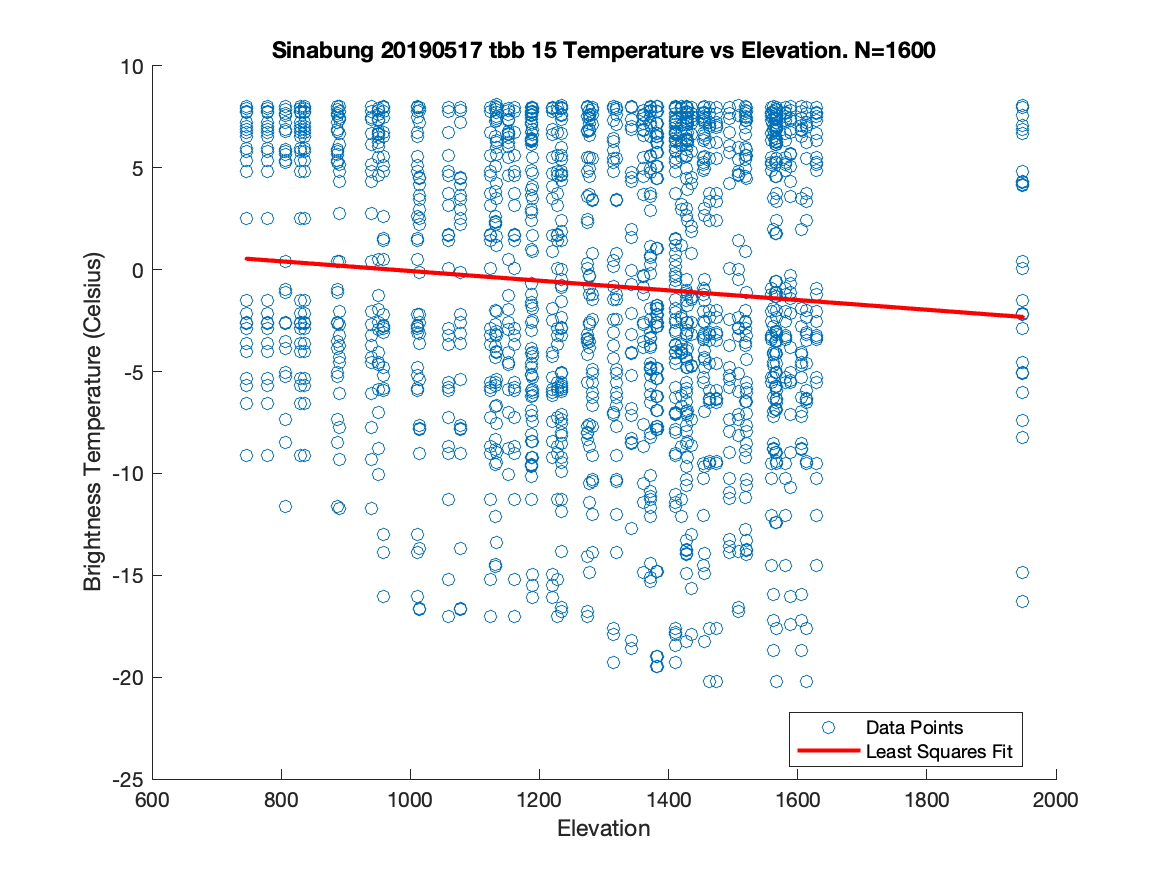 Sinabung 20190517 tbb 15 Temperature vs Elevation. N=1600
10
5
0
-5
-10
-15
-20
-25
Brightness Temperature (Celsius)
Data Points
Least Squares Fit
600 800 1000 1200 1400 1600 1800 2000
Elevation